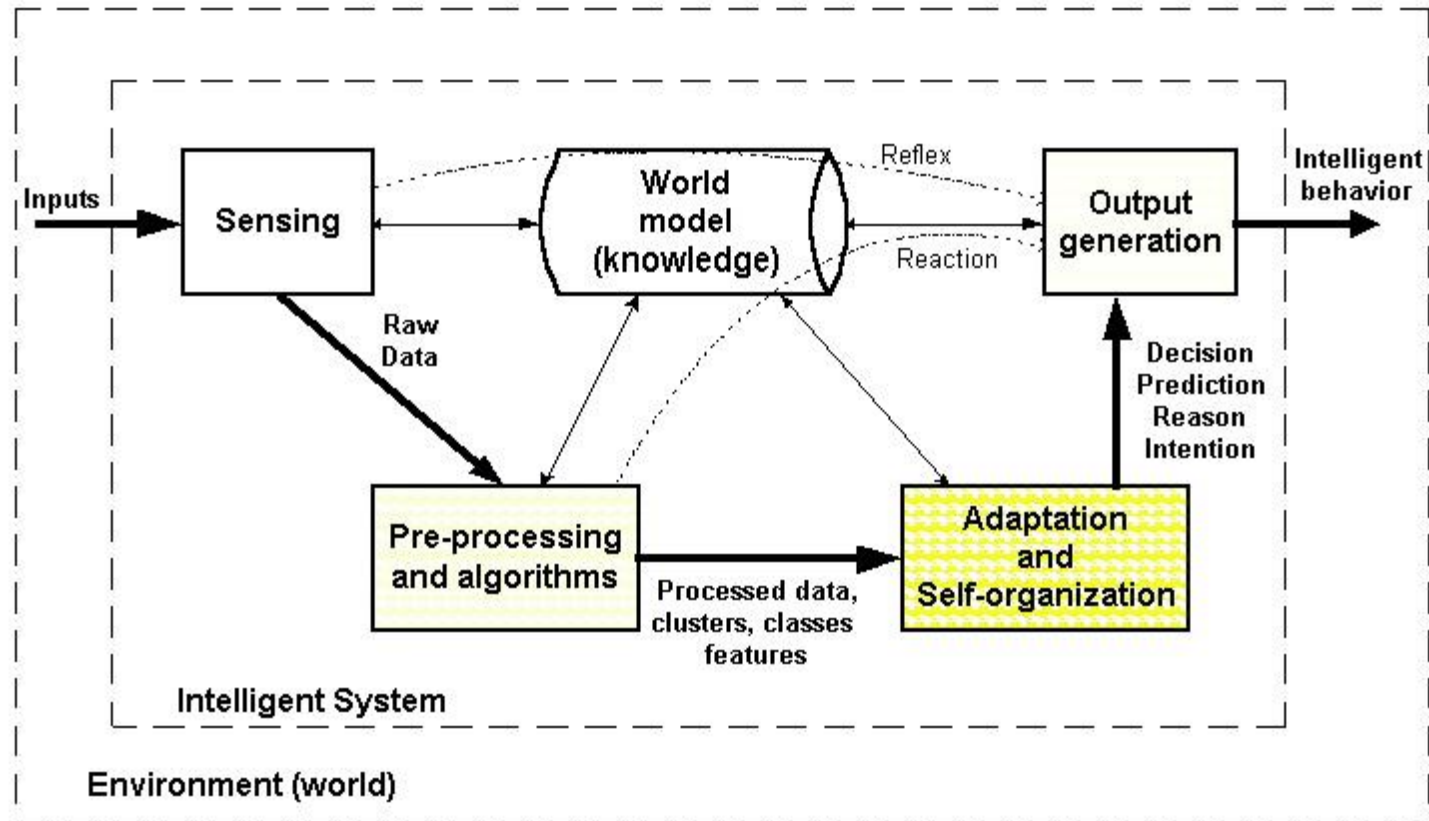 Inputs
Sensing
World
model
(knowledge)
Reflex
Reaction
Output
generation
Intelligent
behavior
Raw
Data
Decision
Prediction
Reason
Intention
Pre-processing
and algorithms
Processed data,
clusters, classes
features
Adaptation
and
Self-organization
Intelligent System
Environment (world)